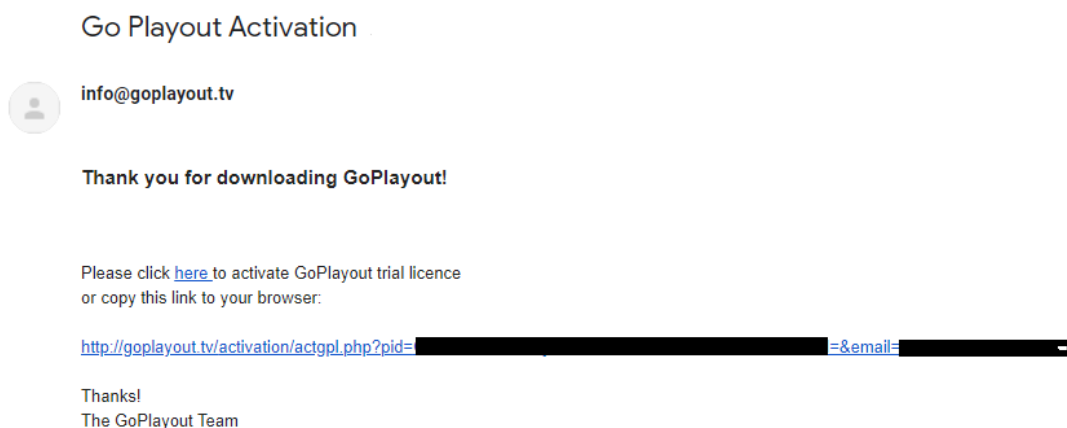 Go Playout Activation
info@goplayout.tv
Thank you for downloading GoPlayout!
Please click here to activate GoPlayout trial licence
or copy this link to your browser:
http://goplayout.tv/activation/actgpl.php?pid= =&email=
Thanks!
The GoPlayout Team